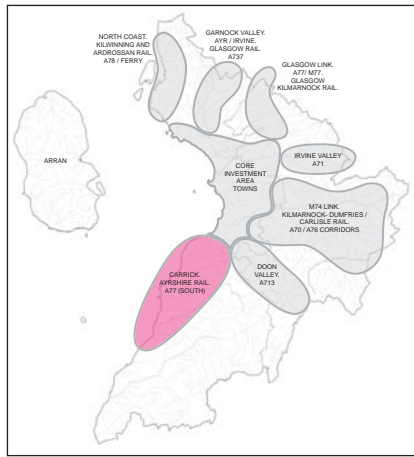 NORTH COAST.
KILWINNING AND
ARDROSSAN RAIL.
A78 / FERRY
GARNOCK VALLEY.
AYR / IRVINE.
GLASGOW RAIL.
A737
GLASGOW LINK.
A77/ M77.
GLASGOW
KILMARNOCK RAIL.
ARRAN
CORE
INVESTMENT
AREA
TOWNS
IRVINE VALLEY
A71
M74 LINK.
KILMARNOCK- DUMFRIES /
CARLISLE RAIL.
A70 / A76 CORRIDORS
CARRICK.
AYRSHIRE RAIL.
A77 (SOUTH)
DOON
VALLEY.
A713